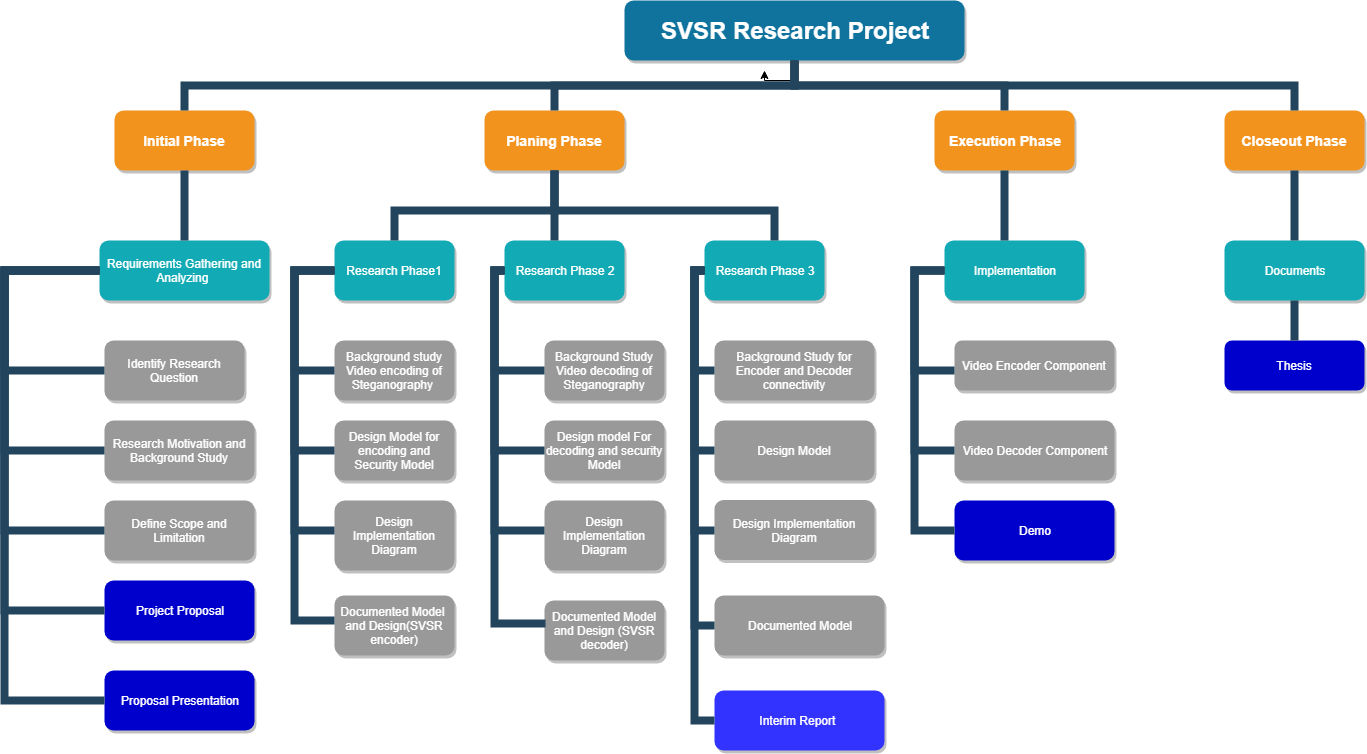 SVSR Research Project
Initial Phase
Planing Phase
Execution Phase
Closeout Phase
Requirements Gathering and
Analyzing
Research Phase1
Research Phase 2
Research Phase 3
Implementation
Documents
Identify Research
Question
Research Motivation and
Background Study
Define Scope and
Limitation
Project Proposal
Proposal Presentation
Background study
Video encoding of
Steganography
Design Model for
encoding and
Security Model
Design
Implementation
Diagram
Documented Model
and Design(SVSR
encoder)
Background Study
Video decoding of
Steganography
Design model For
decoding and security
Model
Design
Implementation
Diagram
Documented Model
and Design (SVSR
decoder)
Background Study for
Encoder and Decoder
connectivity
Design Model
Design Implementation
Diagram
Documented Model
Interim Report
Video Encoder Component
Video Decoder Component
Demo
Thesis